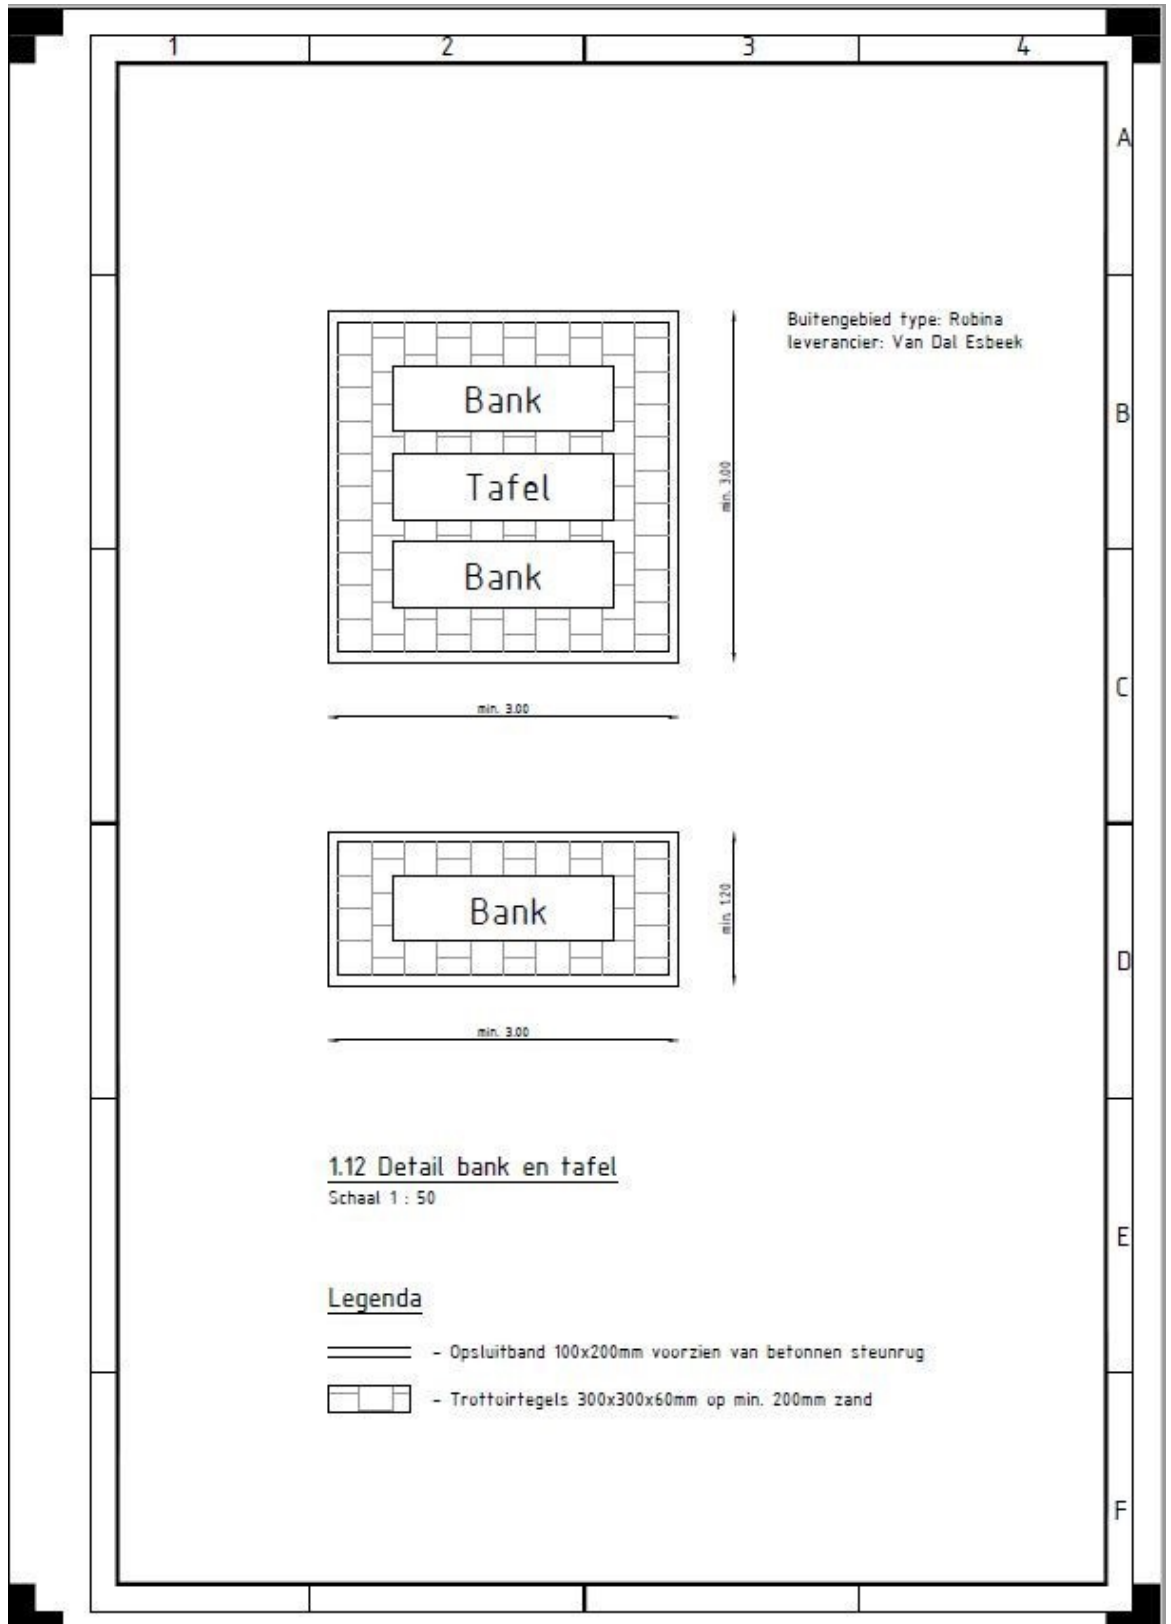 1 2 3 4
A
Buitengebied type: Robina
leverancier: Van Dal Esbeek
Bank
B
Tafel
min. 3.00
Bank
C
min. 3.00
min. 1.20
Bank
D
min. 3.00
1.12 Detail bank en tafel
Schaal 1 : 50
E
Legenda
- Opsluitband 100x200mm voorzien van betonnen steunrug
- Trottoirtegels 300x300x60mm op min. 200mm zand
F